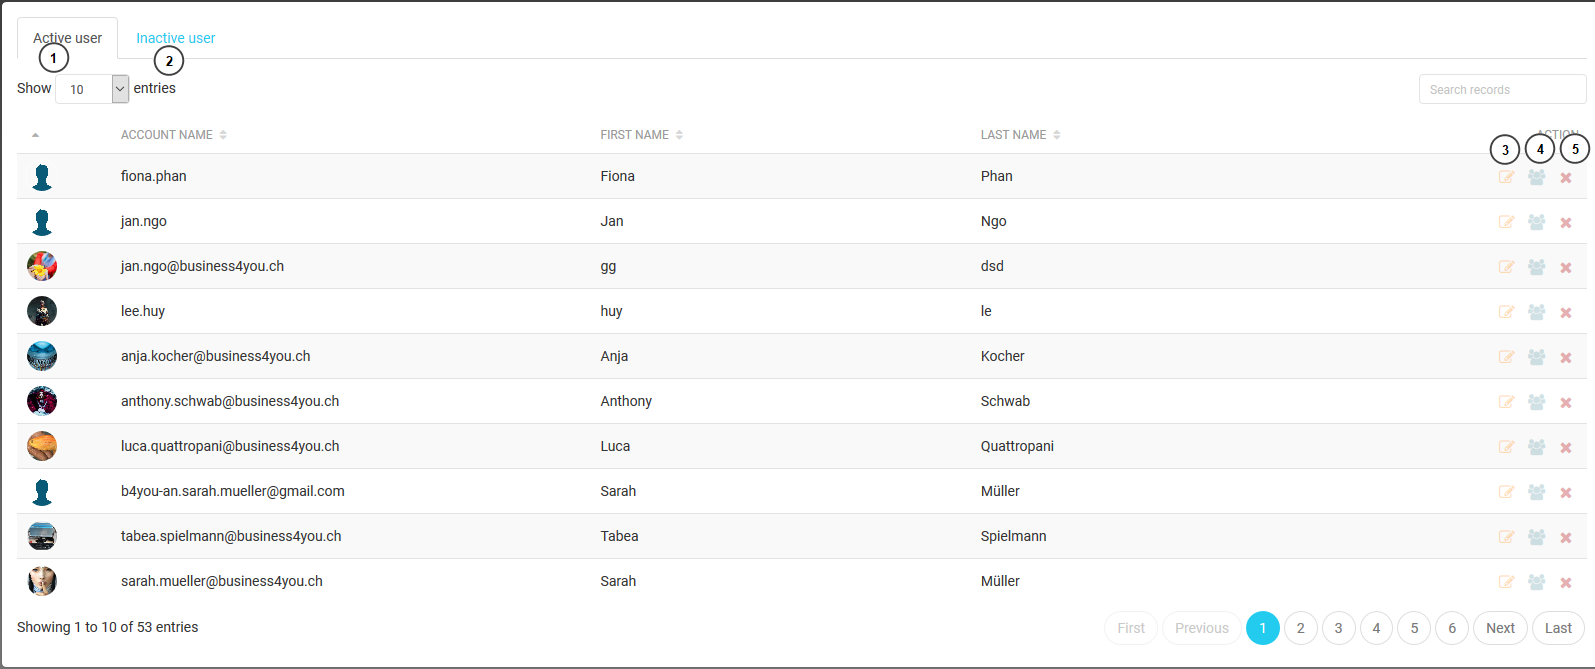 Active user Inactive user
1 2
Show 10 entries Search records
ACCOUNT NAME FIRST NAME LAST NAME ACTION
3 4 5
fiona.phan Fiona Phan
jan.ngo Jan Ngo
jan.ngo@business4you.ch gg dsd
lee.huy huy le
anja.kocher@business4you.ch Anja Kocher
anthony.schwab@business4you.ch Anthony Schwab
luca.quattropani@business4you.ch Luca Quattropani
b4you-an.sarah.mueller@gmail.com Sarah Müller
tabea.spielmann@business4you.ch Tabea Spielmann
sarah.mueller@business4you.ch Sarah Müller
Showing 1 to 10 of 53 entries First Previous 1 2 3 4 5 6 Next Last